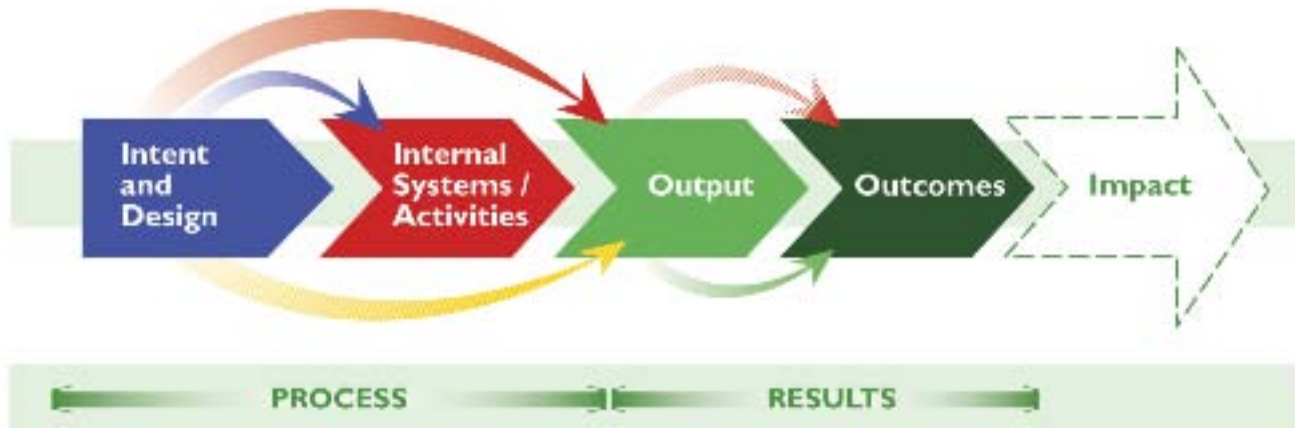 Intent
and
Design
Internal
Systems /
Activities
Output
Outcomes
Impact
PROCESS
RESULTS